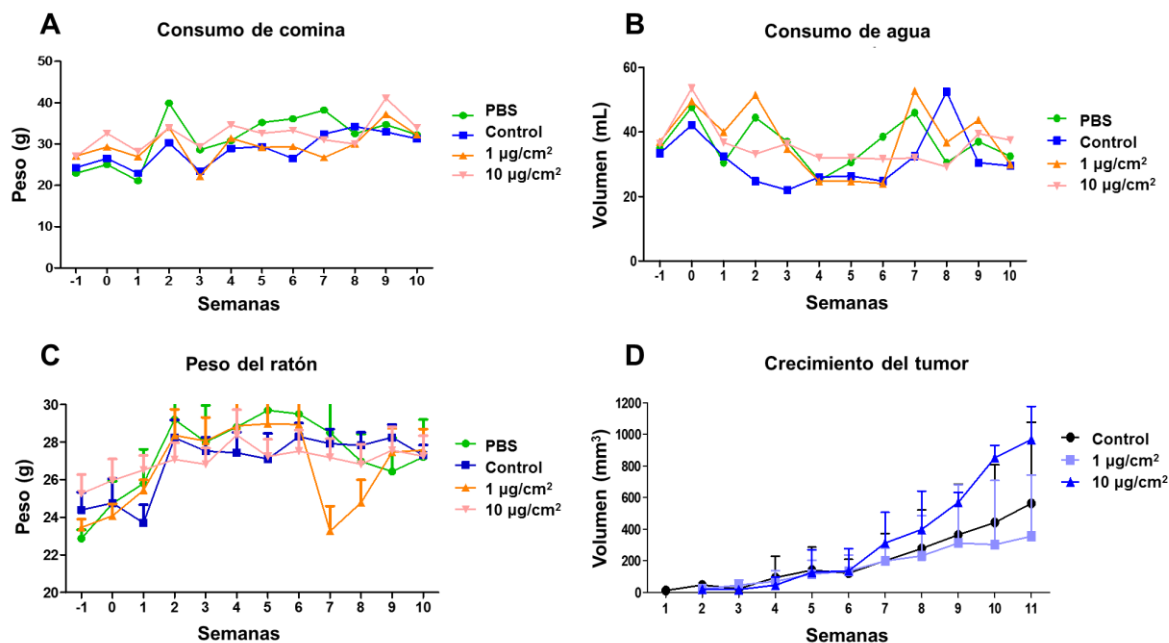 A
Consumo de comina
Peso (g)
50
40
30
20
10
0
-1 0 1 2 3 4 5 6 7 8 9 10
Semanas
PBS
Control
1 µg/cm²
10 µg/cm²
B
Consumo de agua
Volumen (mL)
60
40
20
0
-1 0 1 2 3 4 5 6 7 8 9 10
Semanas
PBS
Control
1 µg/cm²
10 µg/cm²
C
Peso del ratón
Peso (g)
30
28
26
24
22
20
-1 0 1 2 3 4 5 6 7 8 9 10
Semanas
PBS
Control
1 µg/cm²
10 µg/cm²
D
Crecimiento del tumor
Volumen (mm³)
1200
1000
800
600
400
200
0
1 2 3 4 5 6 7 8 9 10 11
Semanas
Control
1 µg/cm²
10 µg/cm²